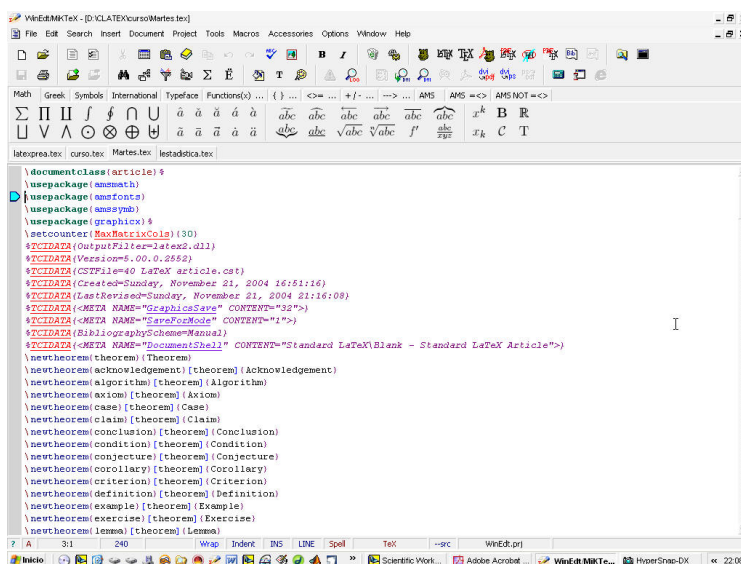 WinEdt/MiKTeX - [D:\CLATEX\curso\Martes.tex]
File Edit Search Insert Document Project Tools Macros Accessories Options Window Help
Math Greek Symbols International Typeface Functions(x) ... { } ... <>= ... +/- ... ---> ... AMS AMS =<> AMS NOT =<>
latexprea.tex curso.tex Martes.tex lestadistica.tex
\documentclass{article}%
\usepackage{amsmath}
\usepackage{amsfonts}
\usepackage{amssymb}
\usepackage{graphicx}%
\setcounter{MaxMatrixCols}{30}
%TCIDATA{OutputFilter=latex2.dll}
%TCIDATA{Version=5.00.0.2552}
%TCIDATA{CSTFile=40 LaTeX article.cst}
%TCIDATA{Created=Sunday, November 21, 2004 16:51:16}
%TCIDATA{LastRevised=Sunday, November 21, 2004 21:16:08}
%TCIDATA{<META NAME="GraphicsSave" CONTENT="32">}
%TCIDATA{<META NAME="SaveForMode" CONTENT="1">}
%TCIDATA{BibliographyScheme=Manual}
%TCIDATA{<META NAME="DocumentShell" CONTENT="Standard LaTeX\Blank - Standard LaTeX Article">}
\newtheorem{theorem}{Theorem}
\newtheorem{acknowledgement}[theorem]{Acknowledgement}
\newtheorem{algorithm}[theorem]{Algorithm}
\newtheorem{axiom}[theorem]{Axiom}
\newtheorem{case}[theorem]{Case}
\newtheorem{claim}[theorem]{Claim}
\newtheorem{conclusion}[theorem]{Conclusion}
\newtheorem{condition}[theorem]{Condition}
\newtheorem{conjecture}[theorem]{Conjecture}
\newtheorem{corollary}[theorem]{Corollary}
\newtheorem{criterion}[theorem]{Criterion}
\newtheorem{definition}[theorem]{Definition}
\newtheorem{example}[theorem]{Example}
\newtheorem{exercise}[theorem]{Exercise}
\newtheorem{lemma}[theorem]{Lemma}
? A 3:1 240 Wrap Indent INS LINE Spell TeX --src WinEdt.prj
Inicio » Scientific Work... Adobe Acrobat ... WinEdt/MiKTe... HyperSnap-DX « 22:08